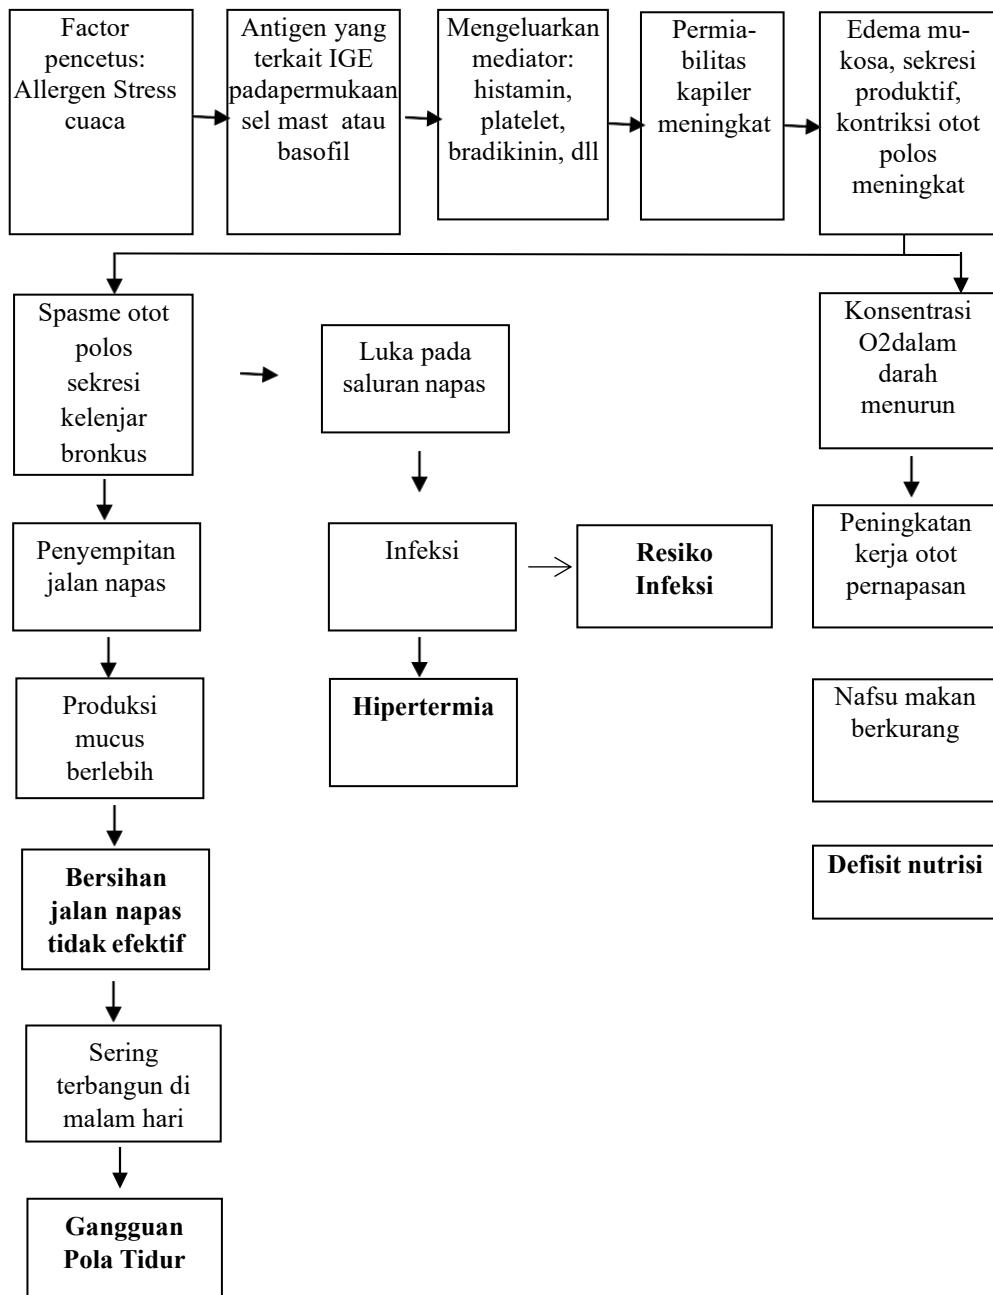 Factor
pencetus:
Allergen Stress
cuaca
Antigen yang
terkait IGE
padapermukaan
sel mast atau
basofil
Mengeluarkan
mediator:
histamin,
platelet,
bradikinin, dll
Permia-
bilitas
kapiler
meningkat
Edema mu-
kosa, sekresi
produktif,
kontriksi otot
polos
meningkat
Spasme otot
polos
sekresi
kelenjar
bronkus
Luka pada
saluran napas
Konsentrasi
O2dalam
darah
menurun
Penyempitan
jalan napas
Infeksi
Resiko
Infeksi
Peningkatan
kerja otot
pernapasan
Produksi
mucus
berlebih
Hipertermia
Nafsu makan
berkurang
Bersihan
jalan napas
tidak efektif
Defisit nutrisi
Sering
terbangun di
malam hari
Gangguan
Pola Tidur